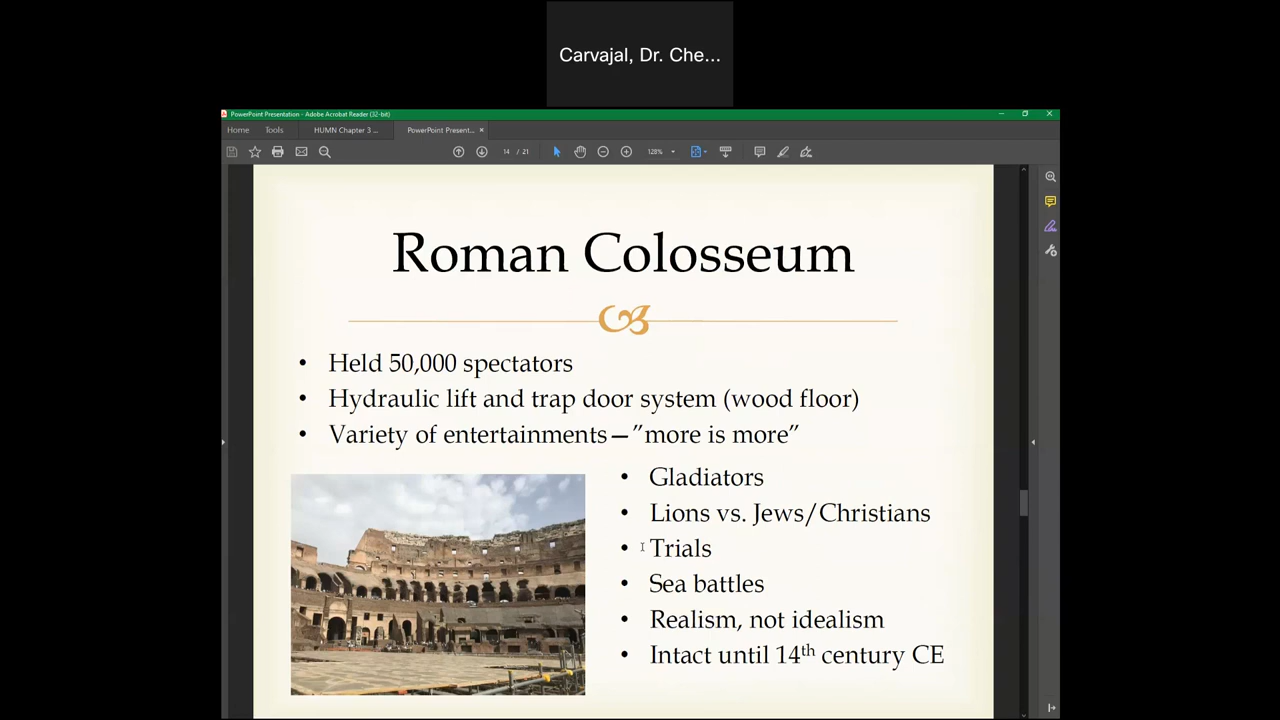 Carvajal, Dr. Che...
PowerPoint Presentation - Adobe Acrobat Reader (32-bit)
Home Tools HUMN Chapter 3 ... PowerPoint Present... ×
14 / 21 128%
Roman Colosseum
• Held 50,000 spectators
• Hydraulic lift and trap door system (wood floor)
• Variety of entertainments—”more is more”
• Gladiators
• Lions vs. Jews/Christians
• Trials
• Sea battles
• Realism, not idealism
• Intact until 14th century CE